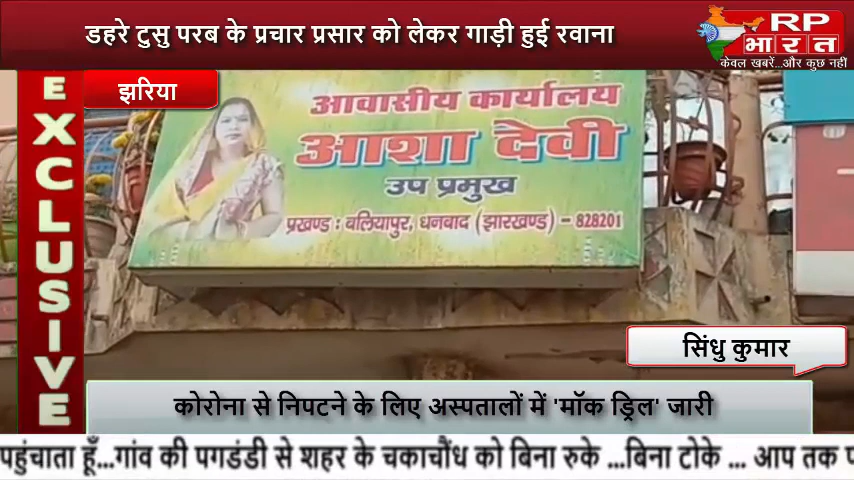 डहरे टुसु परब के प्रचार प्रसार को लेकर गाड़ी हुई रवाना
RP
भारत
केवल खबरें...और कुछ नहीं
झरिया
EXCLUSIVE
आवासीय कार्यालय
आशा देवी
उप प्रमुख
प्रखण्ड : बलियापुर, धनबाद (झारखण्ड) - 828201
सिंधु कुमार
कोरोना से निपटने के लिए अस्पतालों में 'मॉक ड्रिल' जारी
पहुंचाता हूँ...गांव की पगडंडी से शहर के चकाचौंध को बिना रुके ...बिना टोके ... आप तक